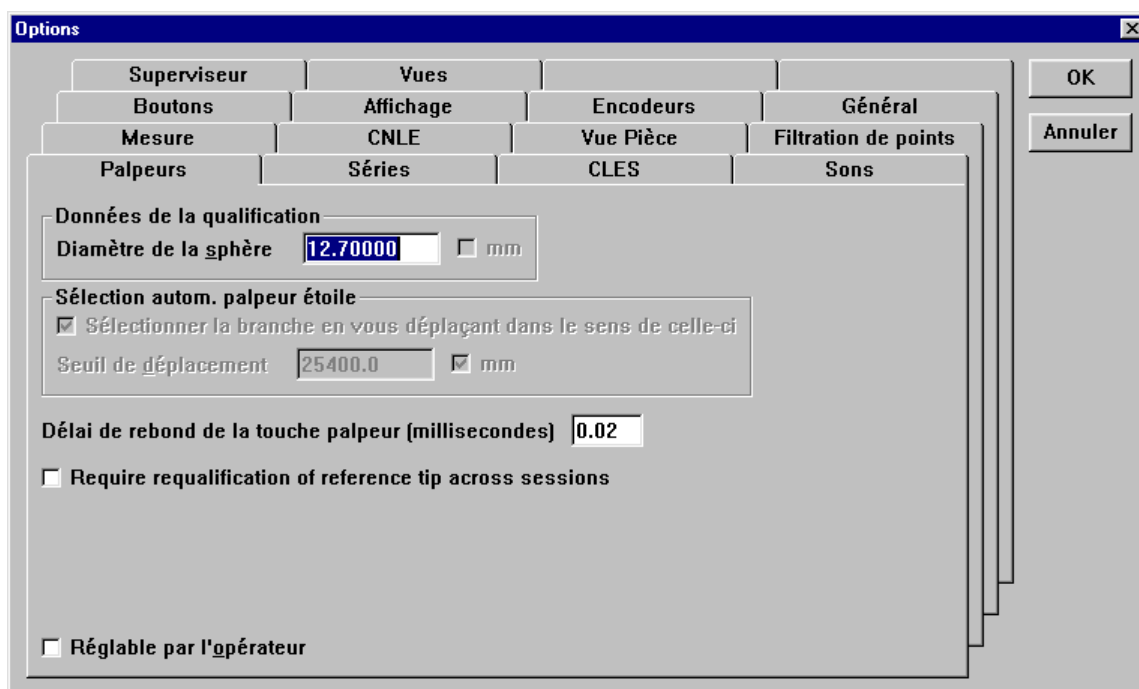 Options
Superviseur Vues
OK
Boutons Affichage Encodeurs Général
Mesure CNLE Vue Pièce Filtration de points
Annuler
Palpeurs Séries CLES Sons
Données de la qualification
Diamètre de la sphère 12.70000 mm
Sélection autom. palpeur étoile
Sélectionner la branche en vous déplaçant dans le sens de celle-ci
Seuil de déplacement 25400.0 mm
Délai de rebond de la touche palpeur (millisecondes) 0.02
Require requalification of reference tip across sessions
Réglable par l'opérateur